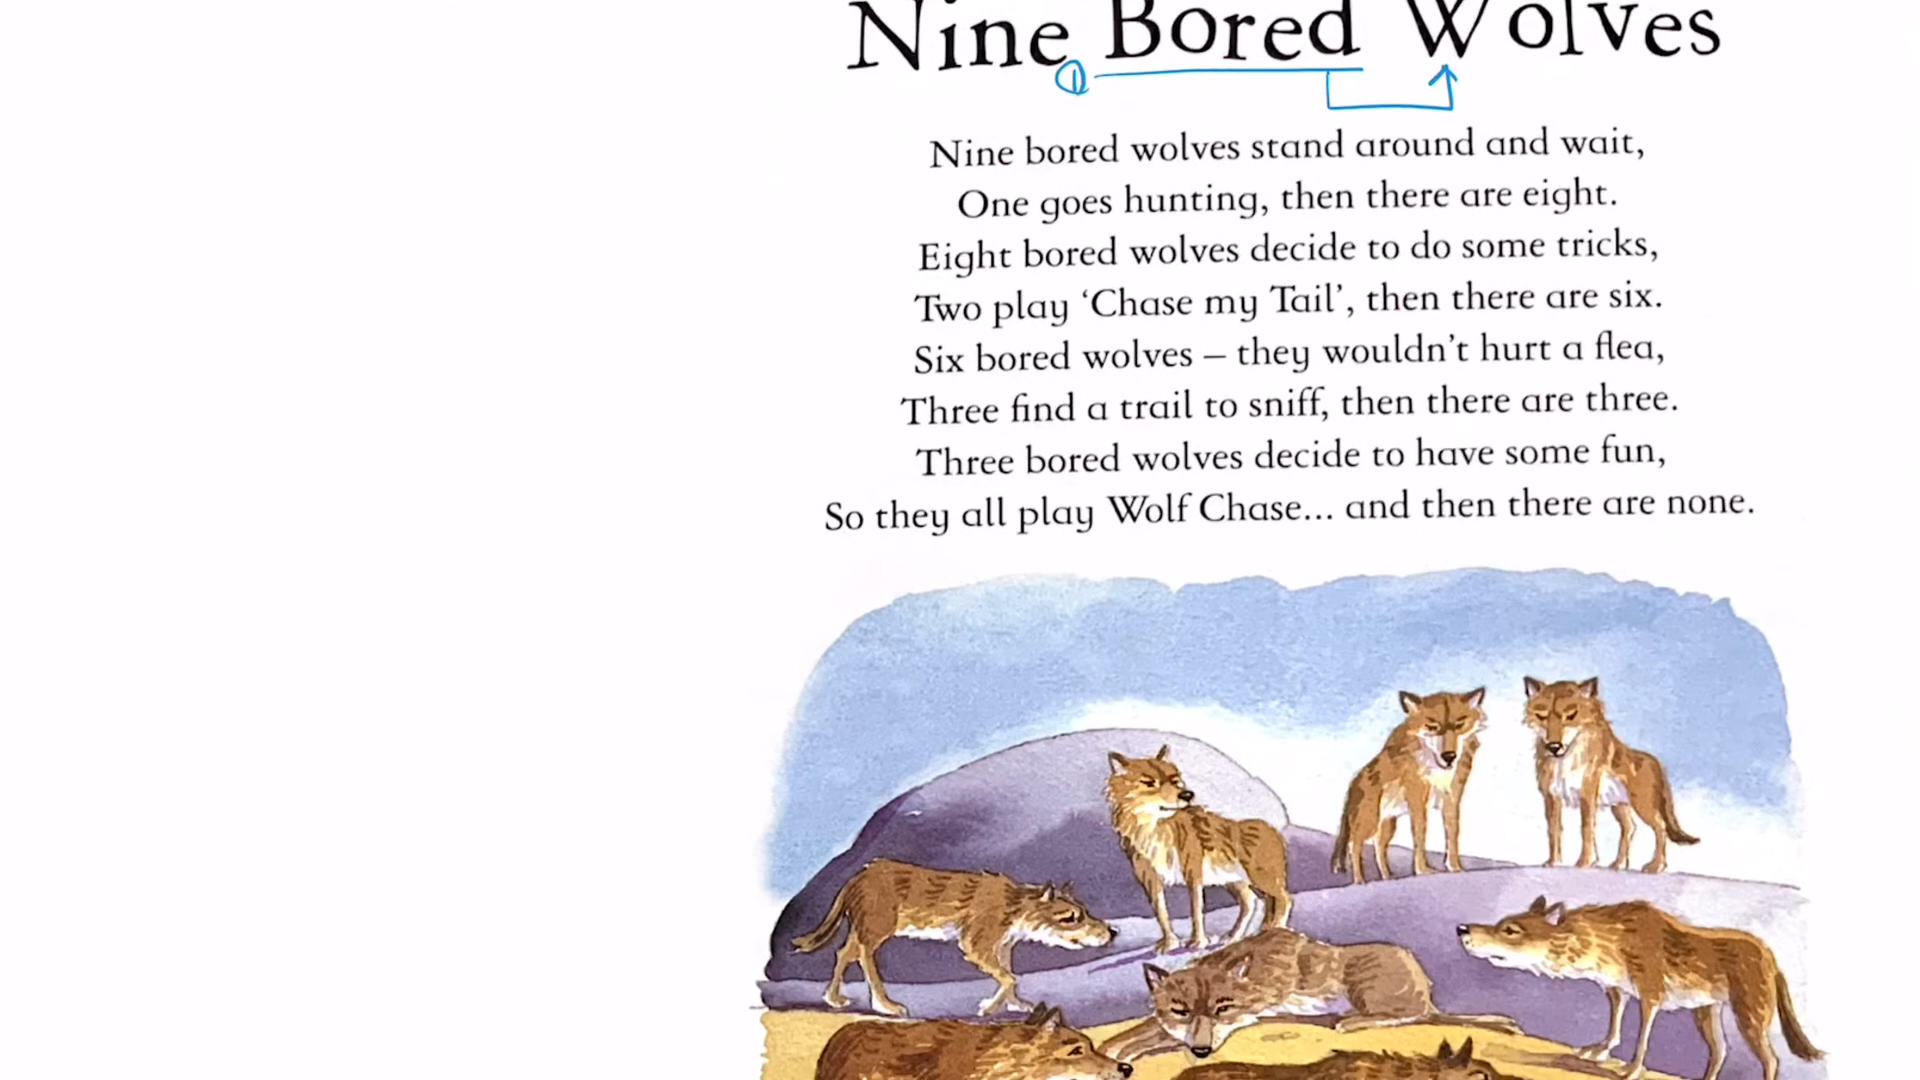 Nine Bored Wolves
①
Nine bored wolves stand around and wait,
One goes hunting, then there are eight.
Eight bored wolves decide to do some tricks,
Two play ‘Chase my Tail’, then there are six.
Six bored wolves – they wouldn’t hurt a flea,
Three find a trail to sniff, then there are three.
Three bored wolves decide to have some fun,
So they all play Wolf Chase... and then there are none.